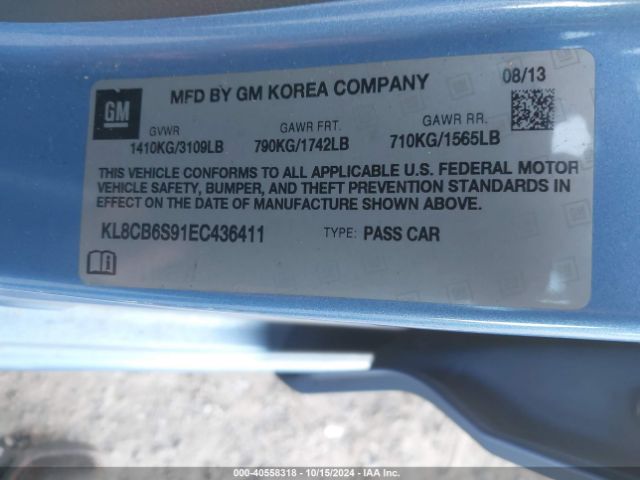 GM
MFD BY GM KOREA COMPANY
08/13
GVWR
GAWR FRT.
GAWR RR.
1410KG/3109LB
790KG/1742LB
710KG/1565LB
THIS VEHICLE CONFORMS TO ALL APPLICABLE U.S. FEDERAL MOTOR
VEHICLE SAFETY, BUMPER, AND THEFT PREVENTION STANDARDS IN
EFFECT ON THE DATE OF MANUFACTURE SHOWN ABOVE.
KL8CB6S91EC436411
TYPE: PASS CAR
000-40558318 - 10/15/2024 - IAA Inc.